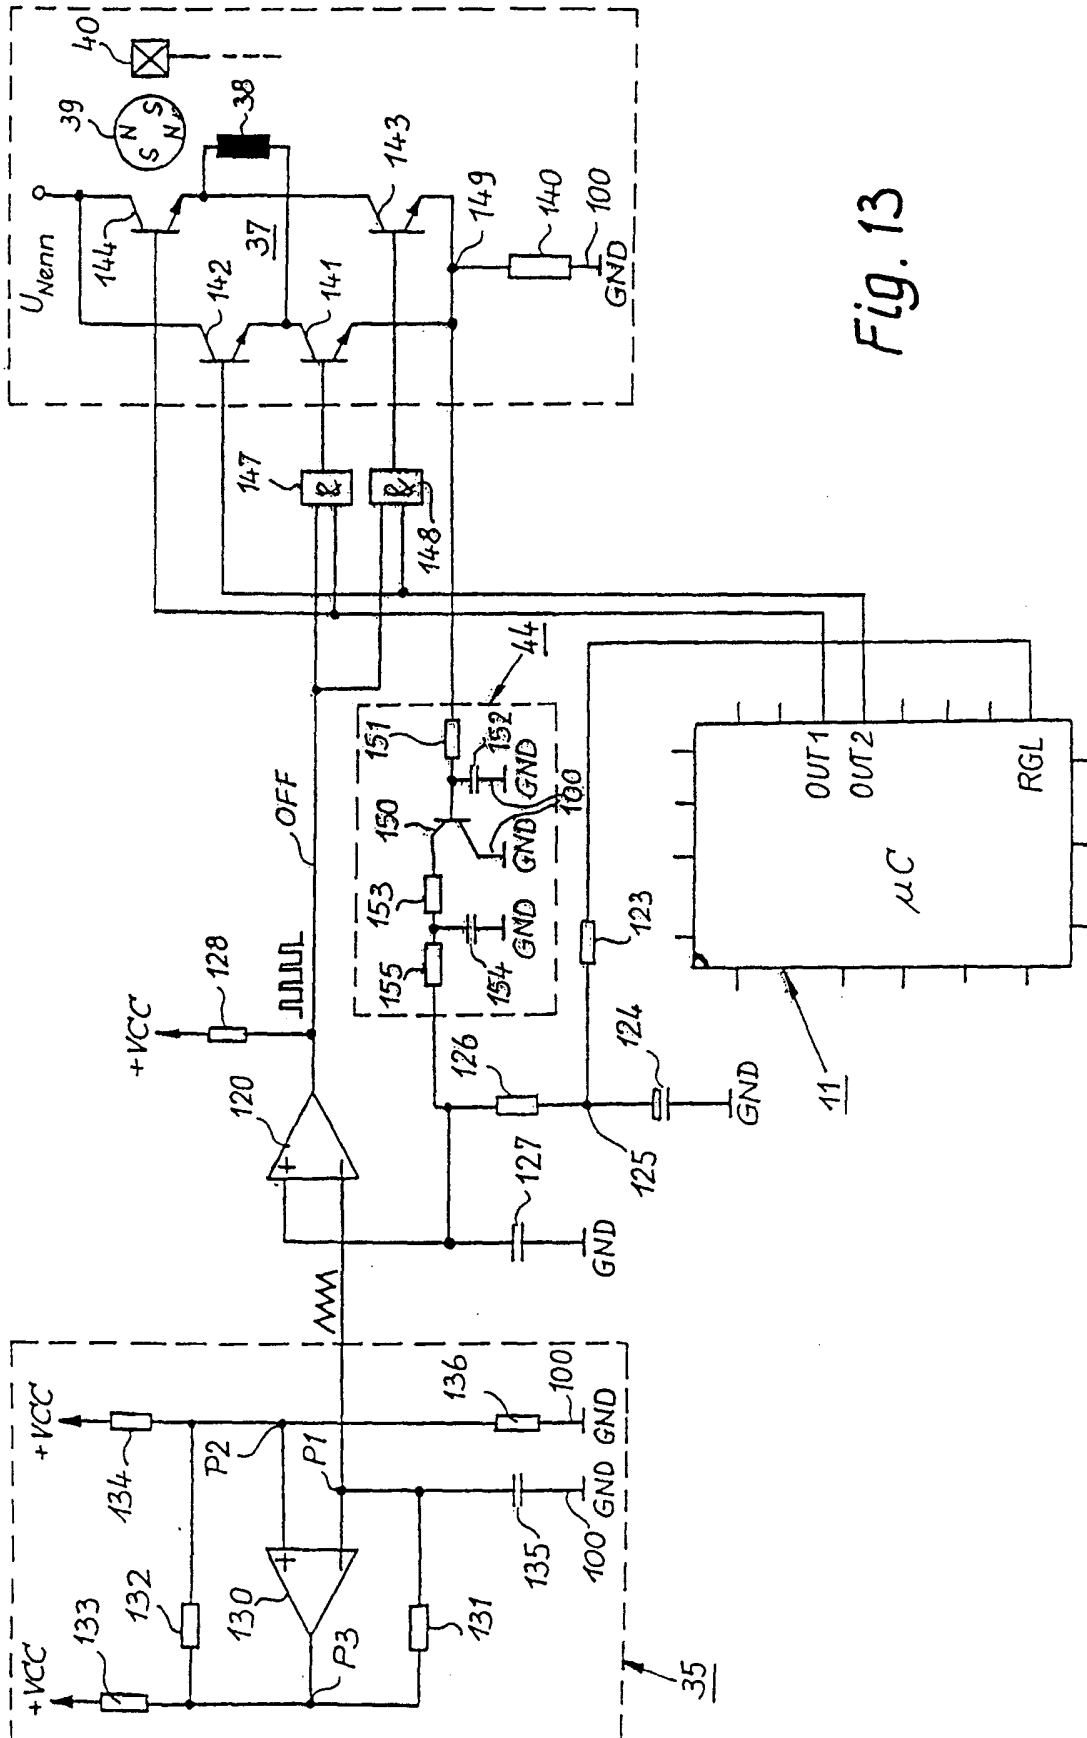 +VCC
133
132
134
+VCC
130
P3
P2
P1
131
135
136
100
GND
100
GND
35
+VCC
128
120
OFF
127
GND
126
125
124
GND
123
44
155
153
150
151
154
GND
GND
152
GND
100
11
µC
OUT1
OUT2
RGL
147
&
&
148
U Nenn
144
142
37
141
143
149
140
100
GND
38
39
S
N
S
N
40
+
+
Fig. 13